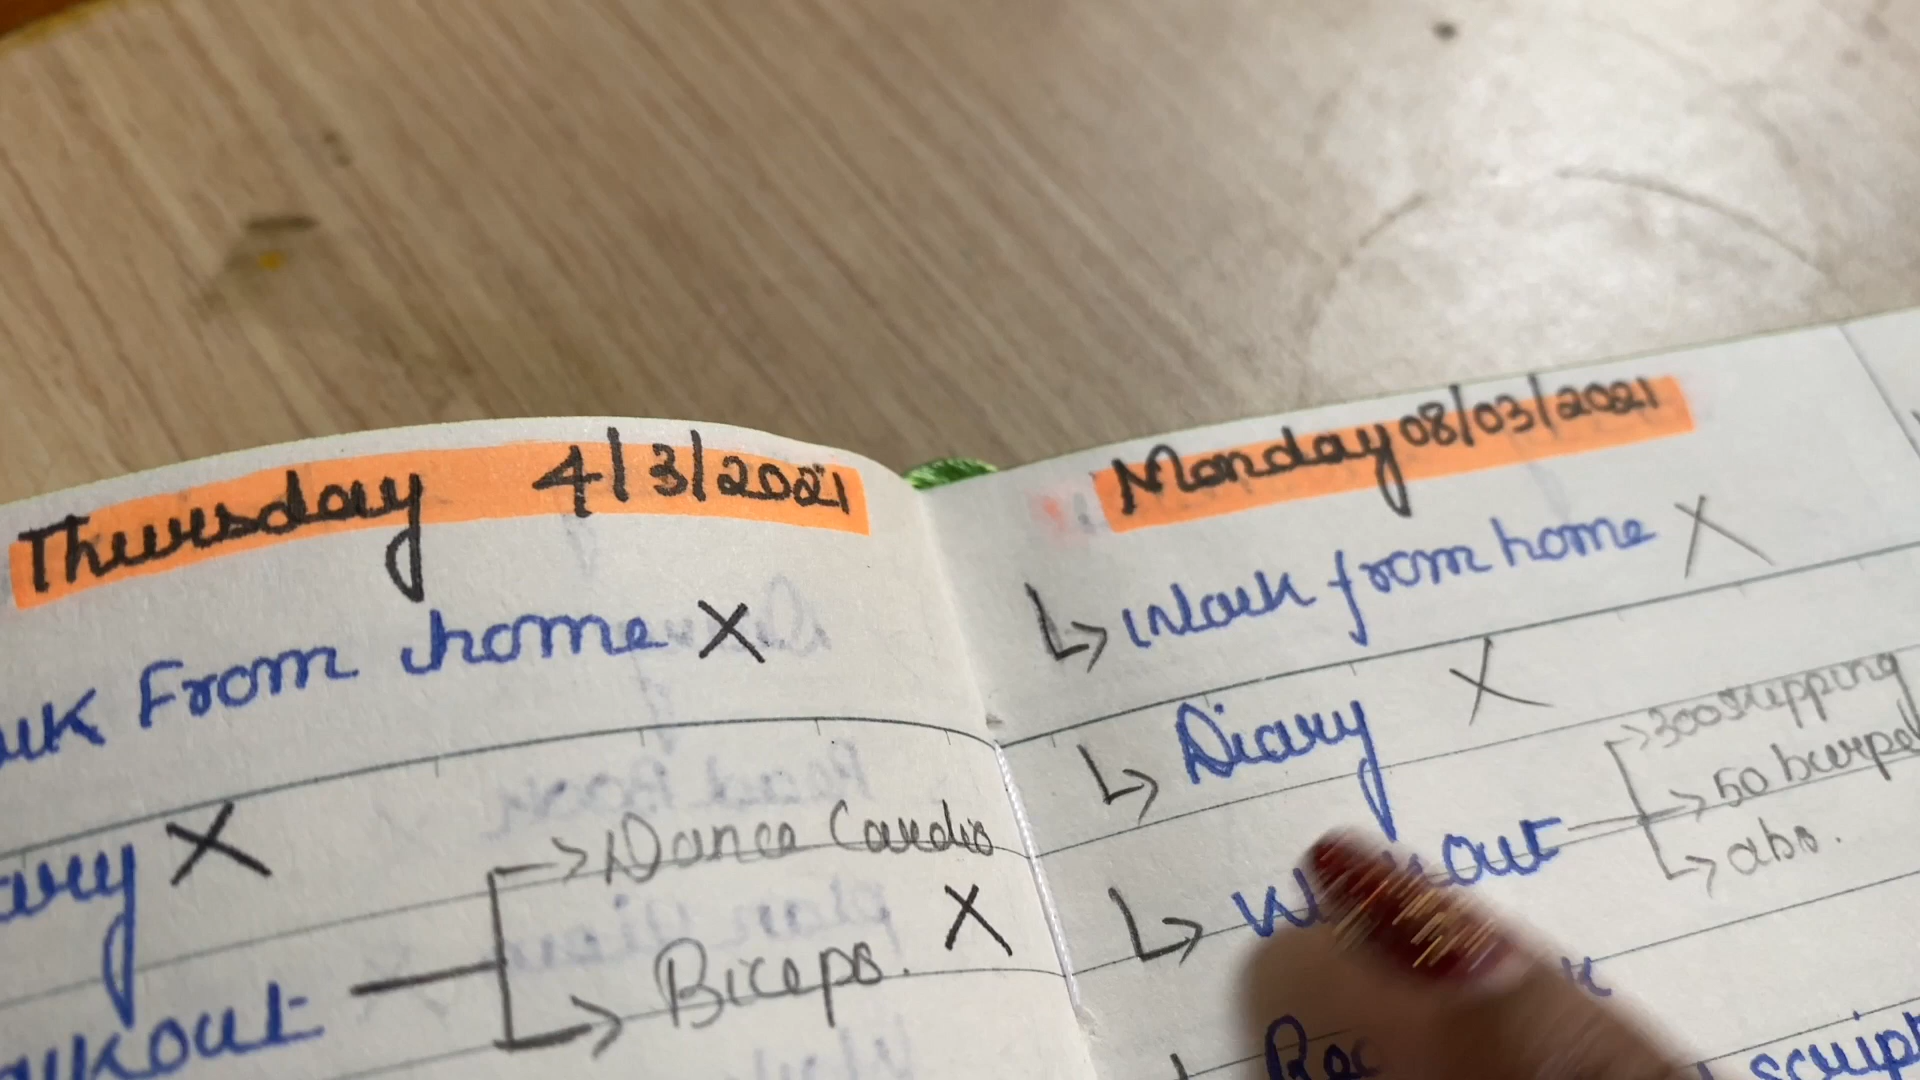 Thursday 4/3/2021
From home X
X
Dance Cardio
Biceps. X
Monday 08/03/2021
Work from home X
Diary X
300 skipping
50 burpe
abs.